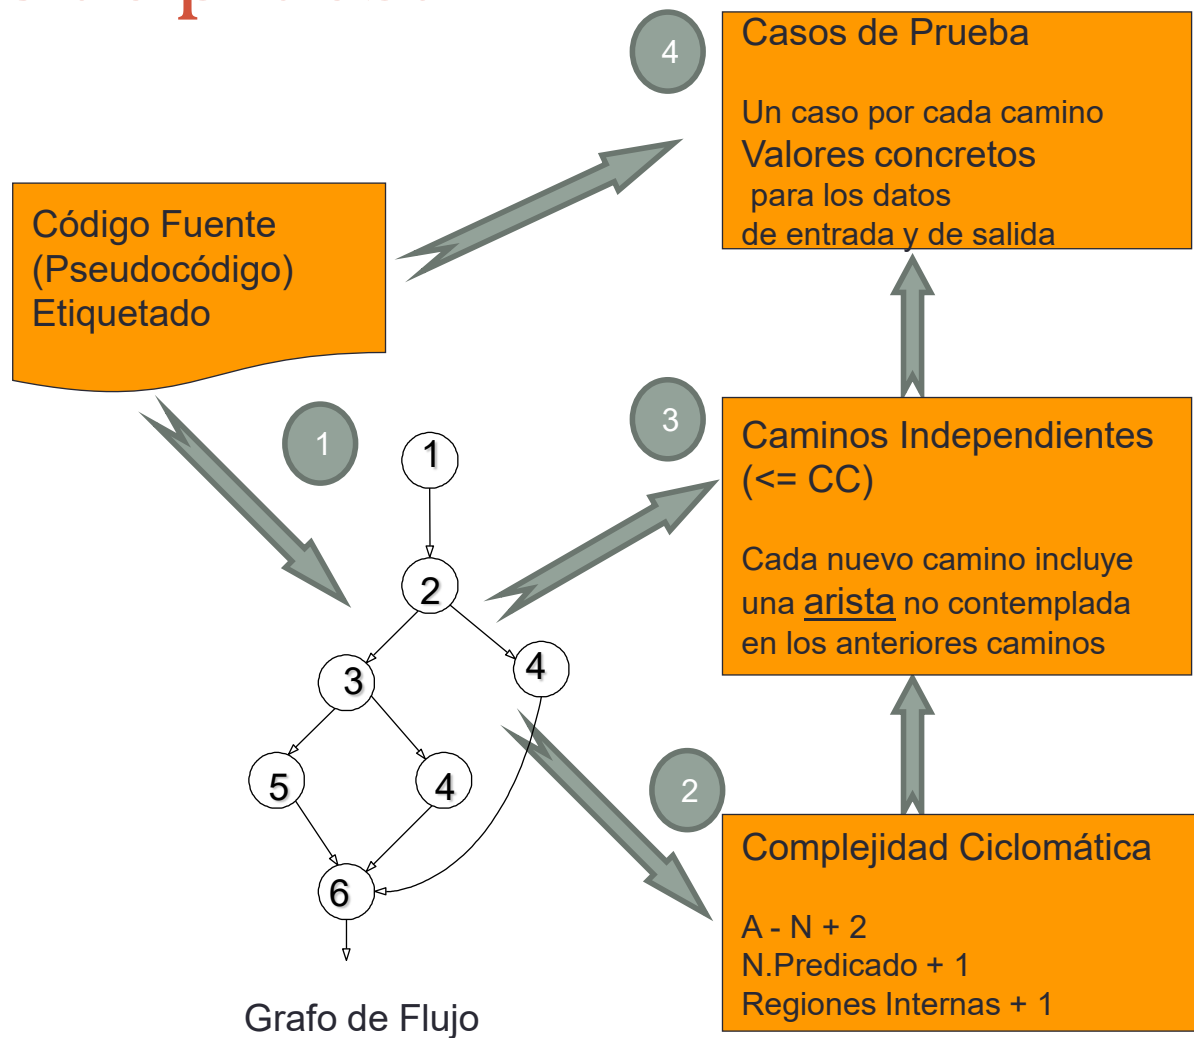 4
Casos de Prueba
Un caso por cada camino
Valores concretos
para los datos
de entrada y de salida
Código Fuente
(Pseudocódigo)
Etiquetado
1
3
Caminos Independientes
(<= CC)
Cada nuevo camino incluye
una arista no contemplada
en los anteriores caminos
1
2
3
4
5
4
6
2
Complejidad Ciclomática
A - N + 2
N.Predicado + 1
Regiones Internas + 1
Grafo de Flujo